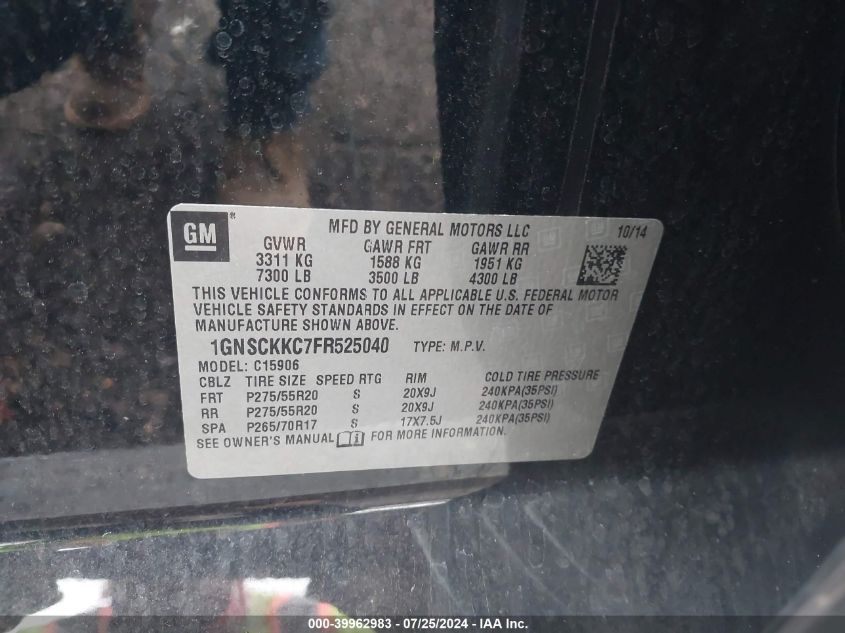 GM ®
MFD BY GENERAL MOTORS LLC 10/14
GVWR GAWR FRT GAWR RR
3311 KG 1588 KG 1951 KG
7300 LB 3500 LB 4300 LB
THIS VEHICLE CONFORMS TO ALL APPLICABLE U.S. FEDERAL MOTOR
VEHICLE SAFETY STANDARDS IN EFFECT ON THE DATE OF
MANUFACTURE SHOWN ABOVE.
1GNSCKKC7FR525040 TYPE: M.P.V.
MODEL: C15906
CBLZ TIRE SIZE SPEED RTG RIM COLD TIRE PRESSURE
FRT P275/55R20 S 20X9J 240KPA(35PSI)
RR P275/55R20 S 20X9J 240KPA(35PSI)
SPA P265/70R17 S 17X7.5J 240KPA(35PSI)
SEE OWNER'S MANUAL i FOR MORE INFORMATION.
000-39962983 - 07/25/2024 - IAAI, Inc.